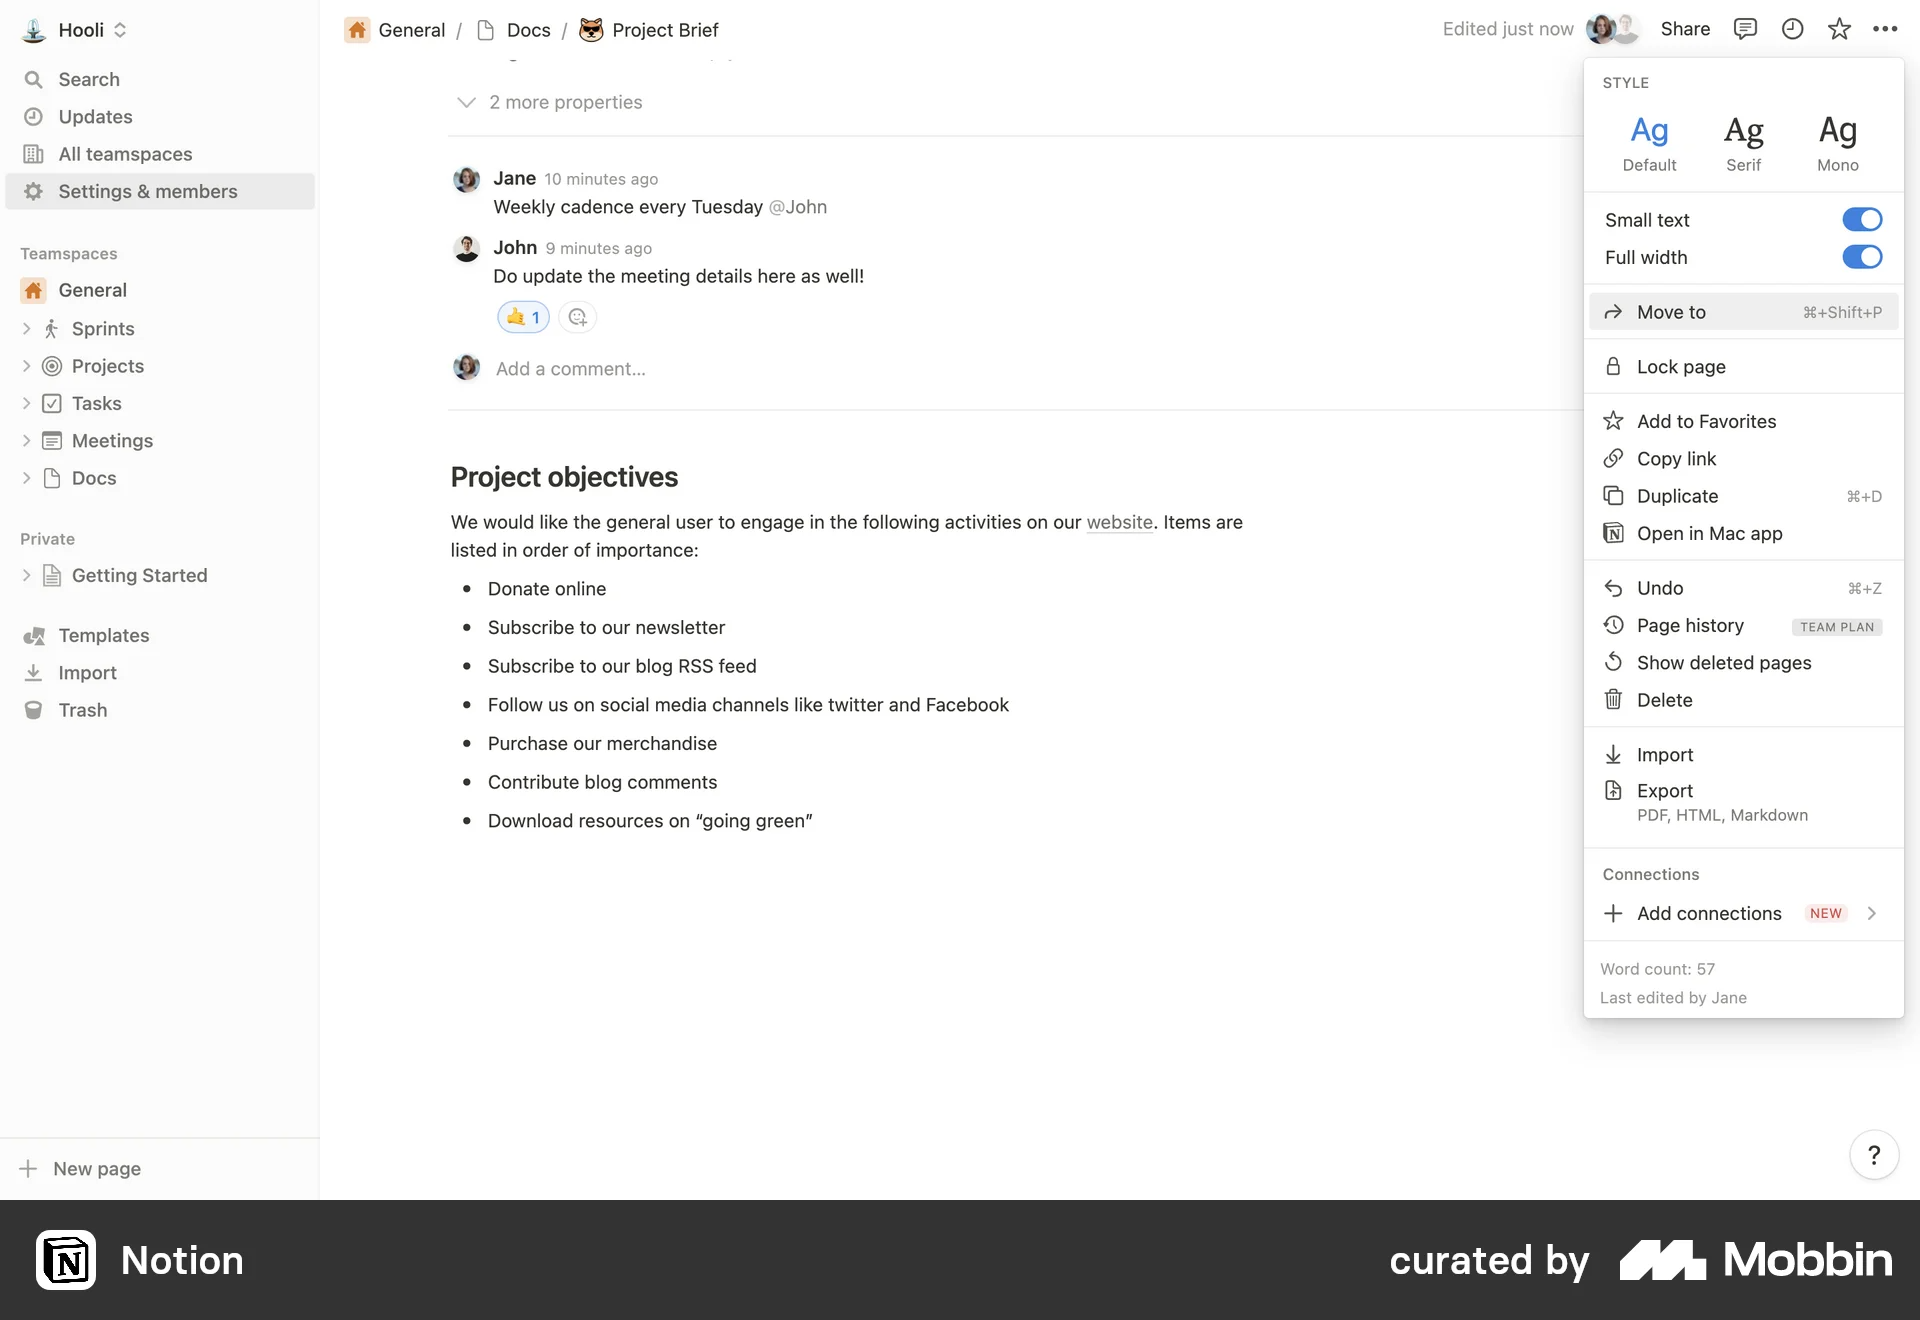 Hooli
Search
Updates
All teamspaces
Settings & members
Teamspaces
General
Sprints
Projects
Tasks
Meetings
Docs
Private
Getting Started
Templates
Import
Trash
New page
General / Docs / Project Brief
Edited just now
Share
2 more properties
Jane 10 minutes ago
Weekly cadence every Tuesday @John
John 9 minutes ago
Do update the meeting details here as well!
1
Add a comment...
Project objectives
We would like the general user to engage in the following activities on our website. Items are
listed in order of importance:
• Donate online
• Subscribe to our newsletter
• Subscribe to our blog RSS feed
• Follow us on social media channels like twitter and Facebook
• Purchase our merchandise
• Contribute blog comments
• Download resources on “going green”
STYLE
Ag Ag Ag
Default Serif Mono
Small text
Full width
Move to ⌘+Shift+P
Lock page
Add to Favorites
Copy link
Duplicate ⌘+D
Open in Mac app
Undo ⌘+Z
Page history TEAM PLAN
Show deleted pages
Delete
Import
Export
PDF, HTML, Markdown
Connections
Add connections NEW
Word count: 57
Last edited by Jane
?
N Notion
curated by Mobbin